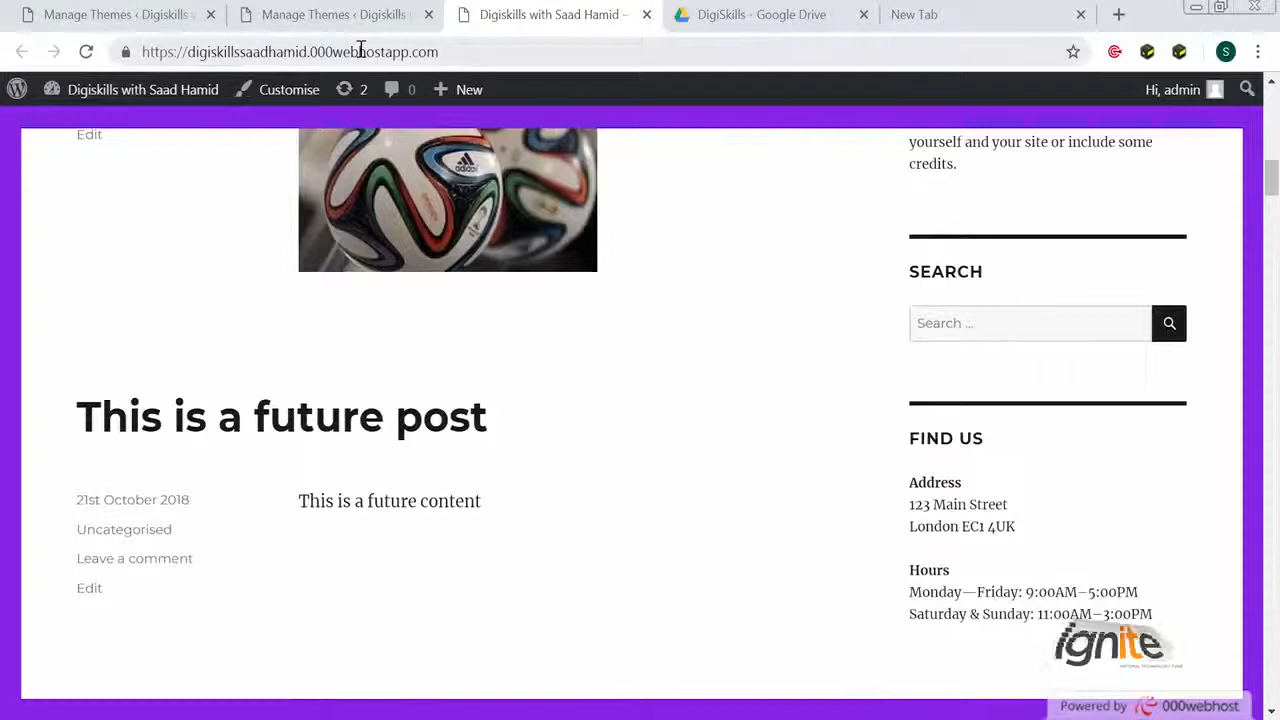 Manage Themes ‹ Digiskills w
Manage Themes ‹ Digiskills w
Digiskills with Saad Hamid –
DigiSkills - Google Drive
New Tab
https://digiskillssaadhamid.000webhostapp.com
S
Digiskills with Saad Hamid
Customise
2
0
New
Hi, admin
Edit
adidas
yourself and your site or include some
credits.
SEARCH
Search …
This is a future post
21st October 2018
Uncategorised
Leave a comment
Edit
This is a future content
FIND US
Address
123 Main Street
London EC1 4UK
Hours
Monday—Friday: 9:00AM–5:00PM
Saturday & Sunday: 11:00AM–3:00PM
ignite
NATIONAL TECHNOLOGY FUND
Powered by 000webhost